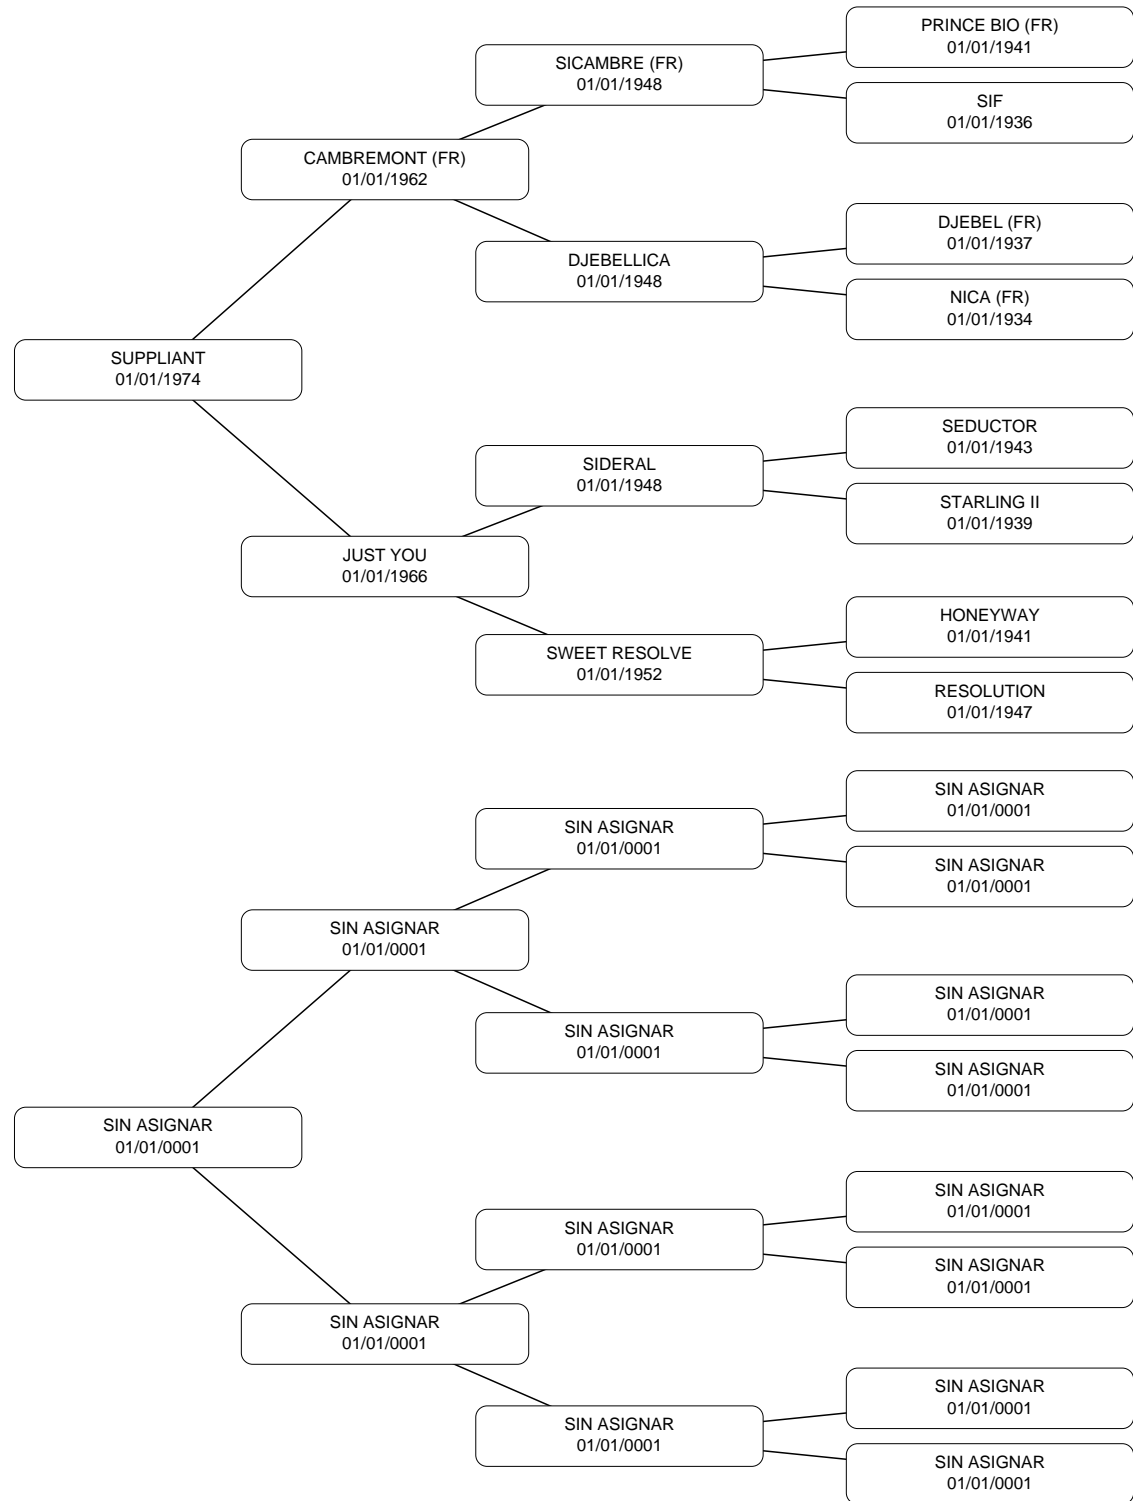 PRINCE BIO (FR)
01/01/1941
SICAMBRE (FR)
01/01/1948
SIF
01/01/1936
CAMBREMONT (FR)
01/01/1962
DJEBEL (FR)
01/01/1937
DJEBELLICA
01/01/1948
NICA (FR)
01/01/1934
SUPPLIANT
01/01/1974
SEDUCTOR
01/01/1943
SIDERAL
01/01/1948
STARLING II
01/01/1939
JUST YOU
01/01/1966
HONEYWAY
01/01/1941
SWEET RESOLVE
01/01/1952
RESOLUTION
01/01/1947
SIN ASIGNAR
01/01/0001
SIN ASIGNAR
01/01/0001
SIN ASIGNAR
01/01/0001
SIN ASIGNAR
01/01/0001
SIN ASIGNAR
01/01/0001
SIN ASIGNAR
01/01/0001
SIN ASIGNAR
01/01/0001
SIN ASIGNAR
01/01/0001
SIN ASIGNAR
01/01/0001
SIN ASIGNAR
01/01/0001
SIN ASIGNAR
01/01/0001
SIN ASIGNAR
01/01/0001
SIN ASIGNAR
01/01/0001
SIN ASIGNAR
01/01/0001
SIN ASIGNAR
01/01/0001